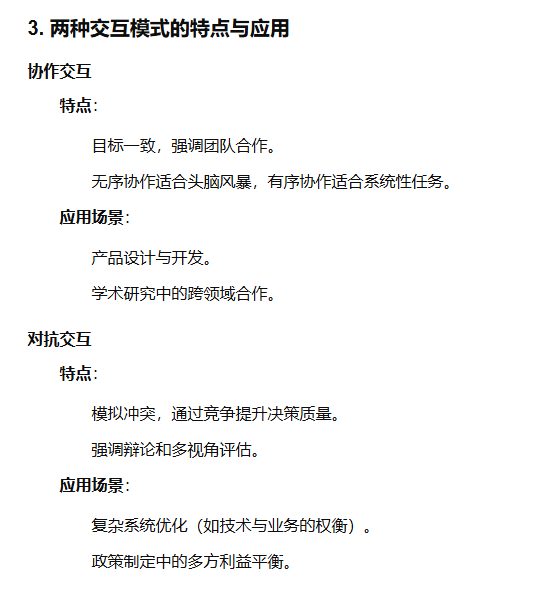 3. 两种交互模式的特点与应用
协作交互
特点：
目标一致，强调团队合作。
无序协作适合头脑风暴，有序协作适合系统性任务。
应用场景：
产品设计与开发。
学术研究中的跨领域合作。
对抗交互
特点：
模拟冲突，通过竞争提升决策质量。
强调辩论和多视角评估。
应用场景：
复杂系统优化（如技术与业务的权衡）。
政策制定中的多方利益平衡。